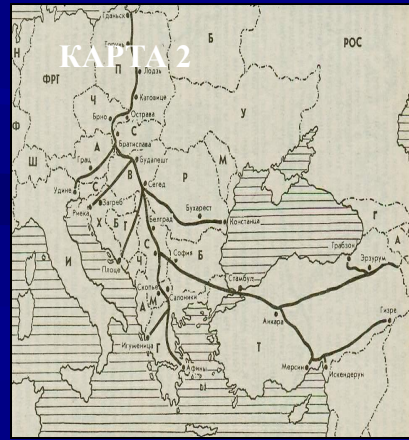 КАРТА 2
Гданьск
П
Лодзь
Б
РОС
Н
ФРГ
Катовице
Ч
Острава
Брно
С
У
Ф
Братислава
А
Будапешт
Ш
Грац
В
М
Р
С
Сегед
Удине
Загреб
Бухарест
Риека
Х
Б
Г
Белград
Констанца
Г
С
Ч
София
Б
Трабзон
А
И
Плоче
Эрзурум
Стамбул
Скопье
М
Салоники
А
Анкара
Гизре
Игуменица
Г
Т
Афины
Мерсин
Искендерун